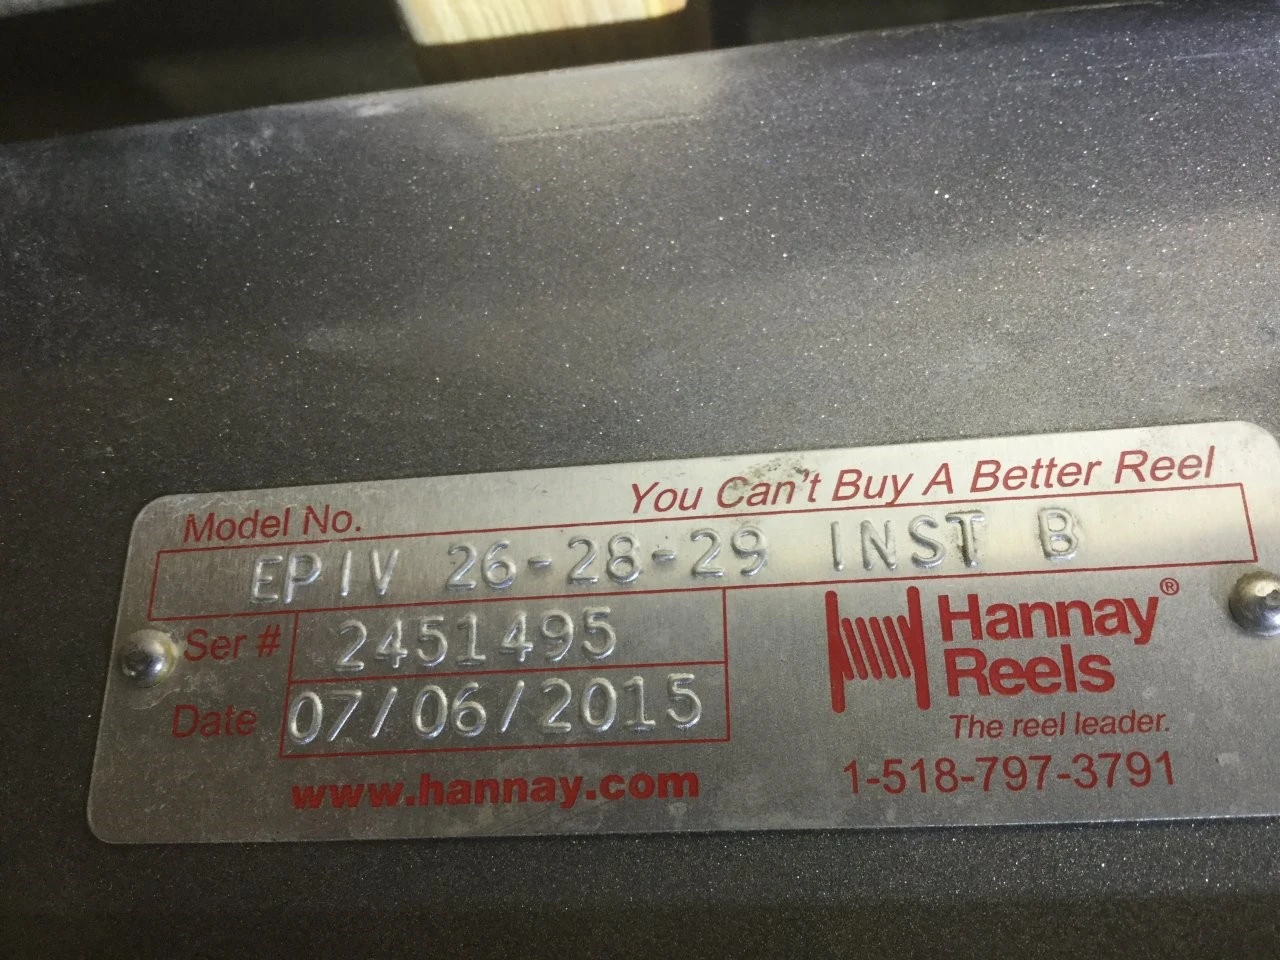 You Can't Buy A Better Reel
Model No.
EPIV 26-28-29 INST B
Ser # 2451495
Date 07/06/2015
Hannay®
Reels
The reel leader.
www.hannay.com
1-518-797-3791